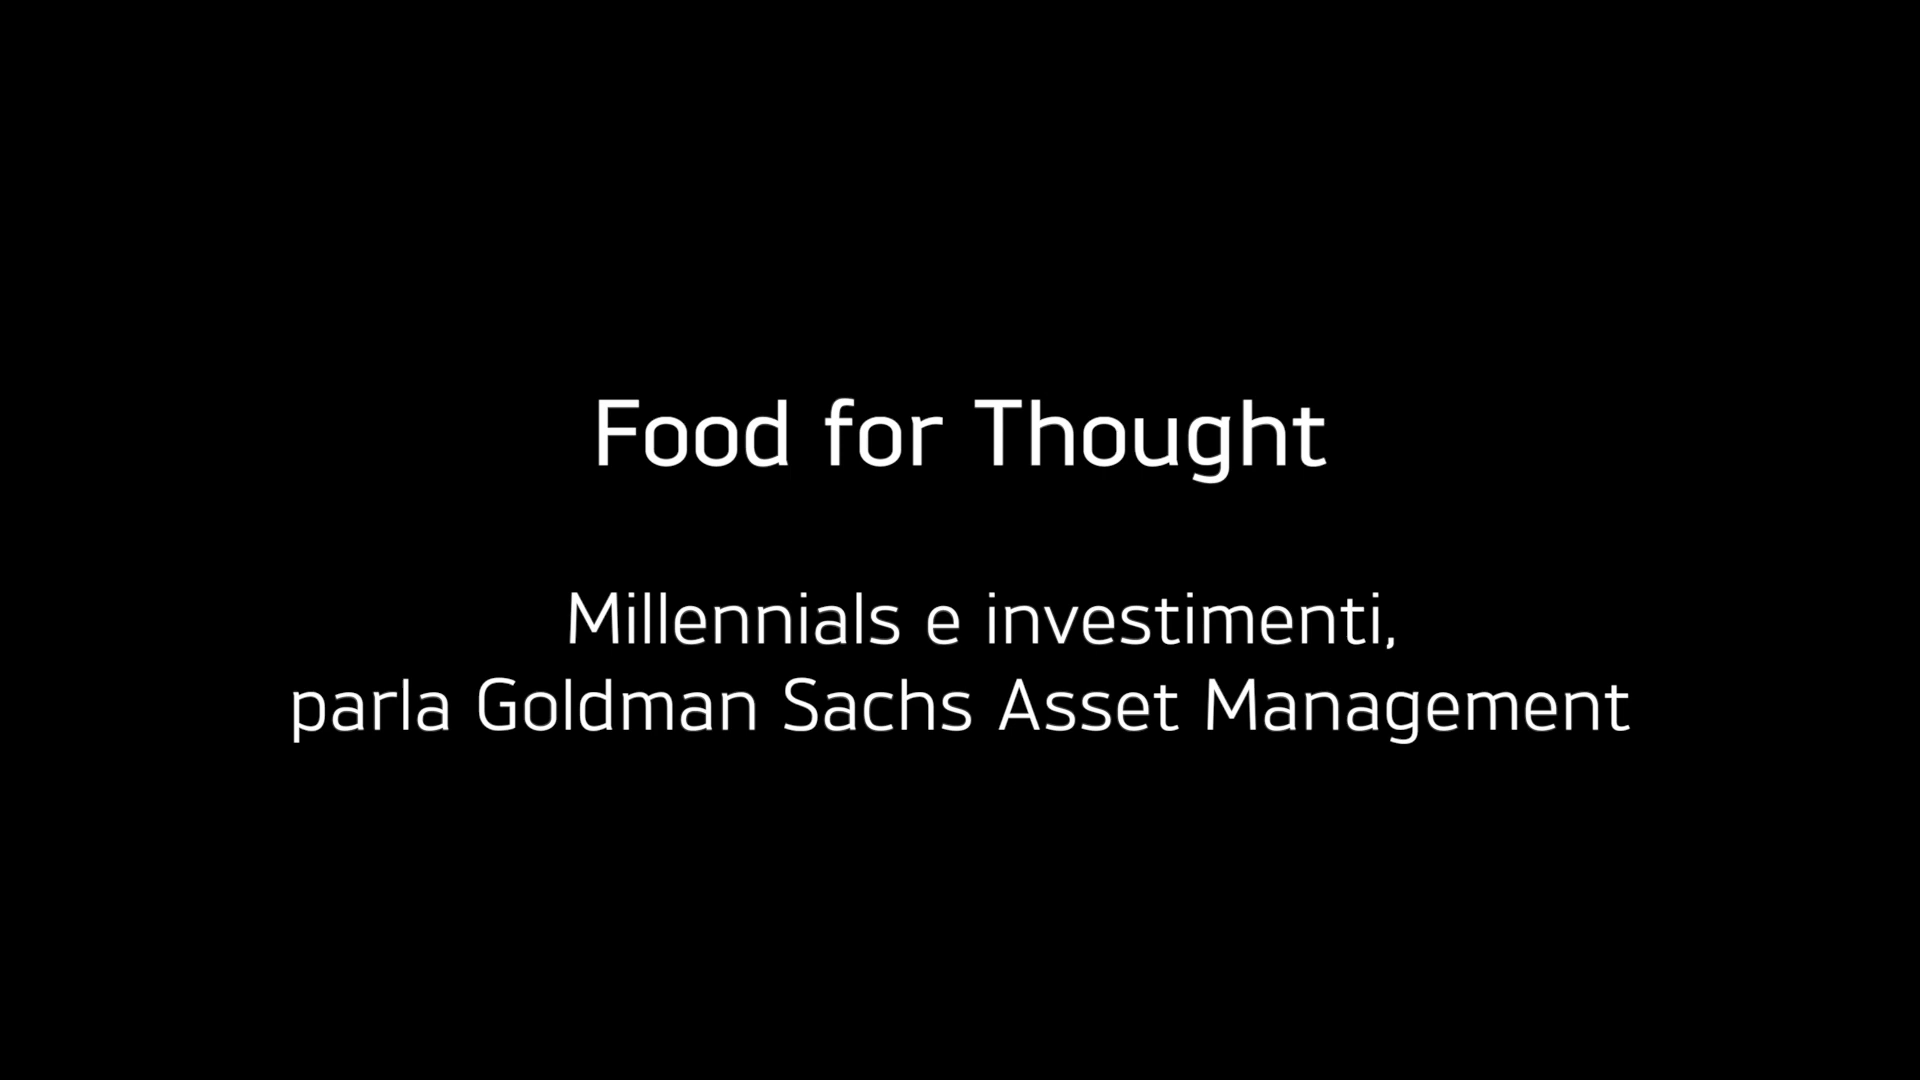 Food for Thought
Millennials e investimenti,
parla Goldman Sachs Asset Management